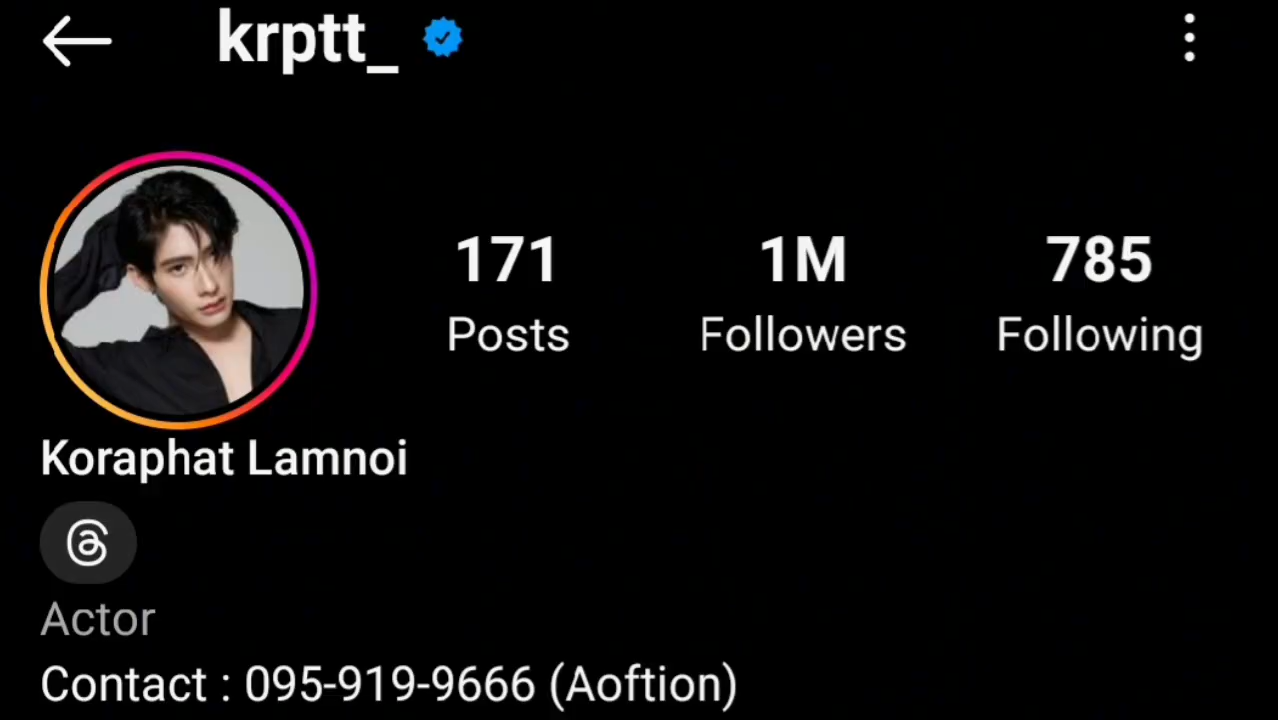 krptt_
171 1M 785
Posts Followers Following
Koraphat Lamnoi
Actor
Contact : 095-919-9666 (Aoftion)